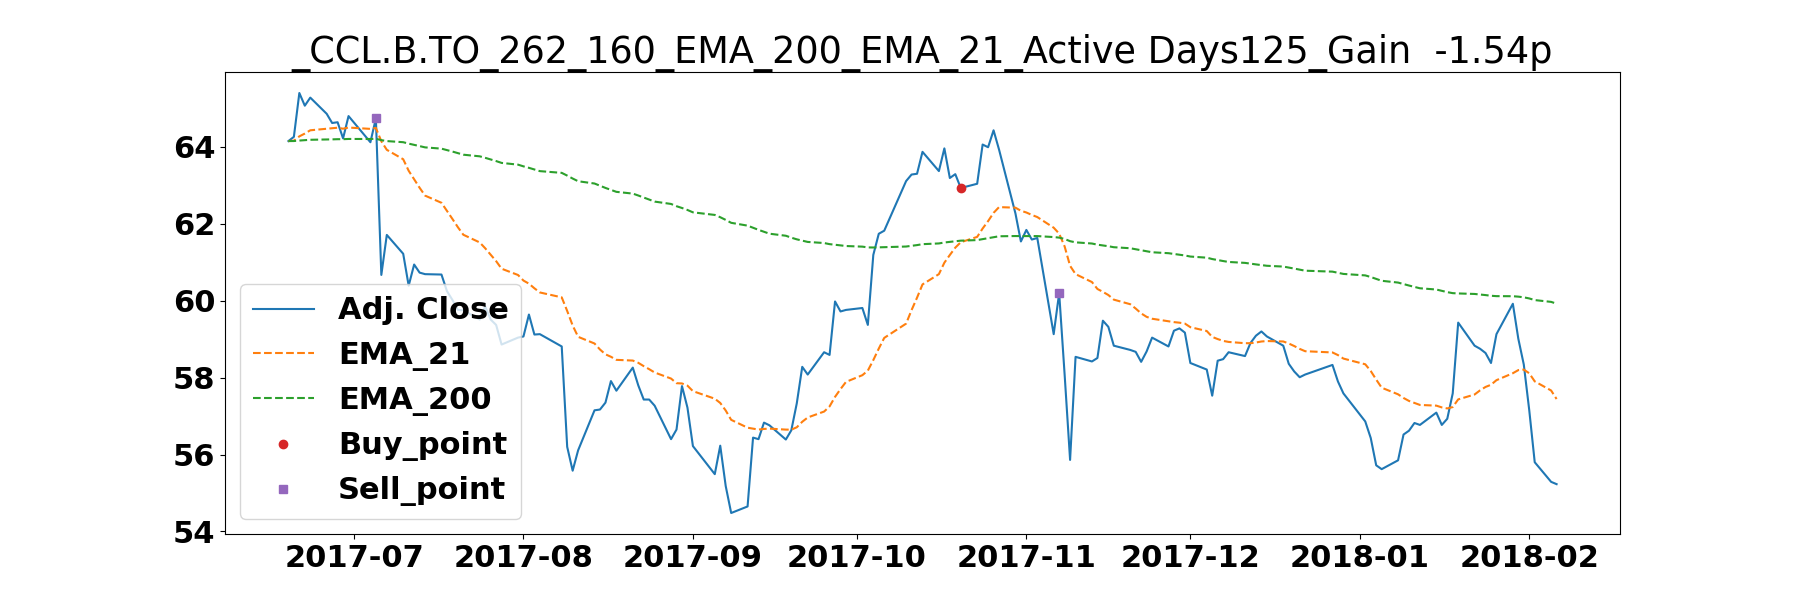 _CCL.B.TO_262_160_EMA_200_EMA_21_Active Days125_Gain  -1.54p
64
62
60
58
56
54
Adj. Close
EMA_21
EMA_200
Buy_point
Sell_point
2017-07 2017-08 2017-09 2017-10 2017-11 2017-12 2018-01 2018-02